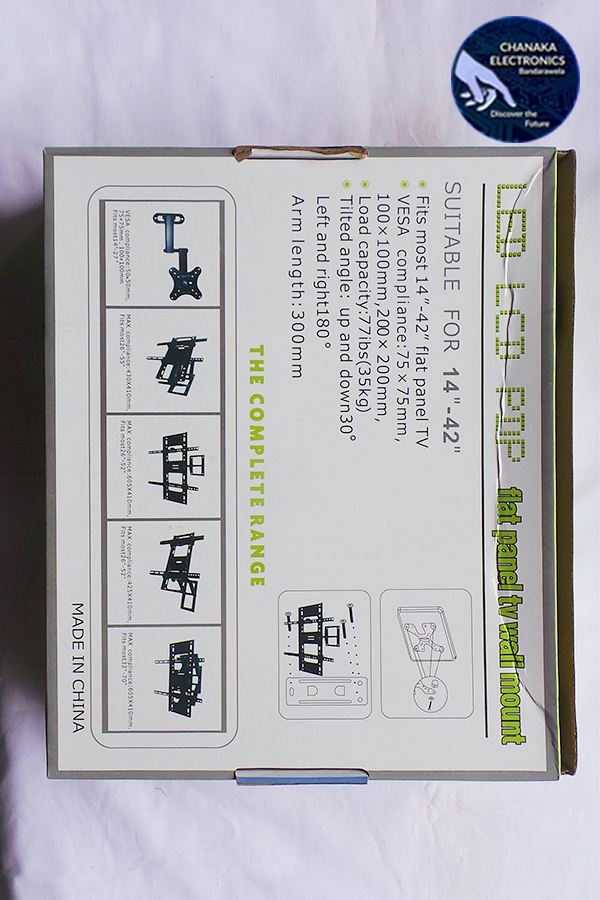 CHANAKA
ELECTRONICS
Bandarawela
Discover the
Future
LED LCD PDP flat panel tv wall mount
SUITABLE FOR 14"-42"
Fits most 14"-42" flat panel TV
VESA compliance:75×75mm,
100×100mm,200×200mm,
Load capacity:77ibs(35kg)
Tilted angle: up and down30°
Left and right180°
Arm length:300mm
THE COMPLETE RANGE
VESA compliance:50x50mm,
75x75mm, 100x100mm
Fits most14"-27"
MAX compliance:430X410mm,
Fits most26"-55"
MAX compliance:605X410mm,
Fits most26"-52"
MAX compliance:425X410mm,
Fits most26"-52"
MAX compliance:605X410mm,
Fits most32"-70"
MADE IN CHINA